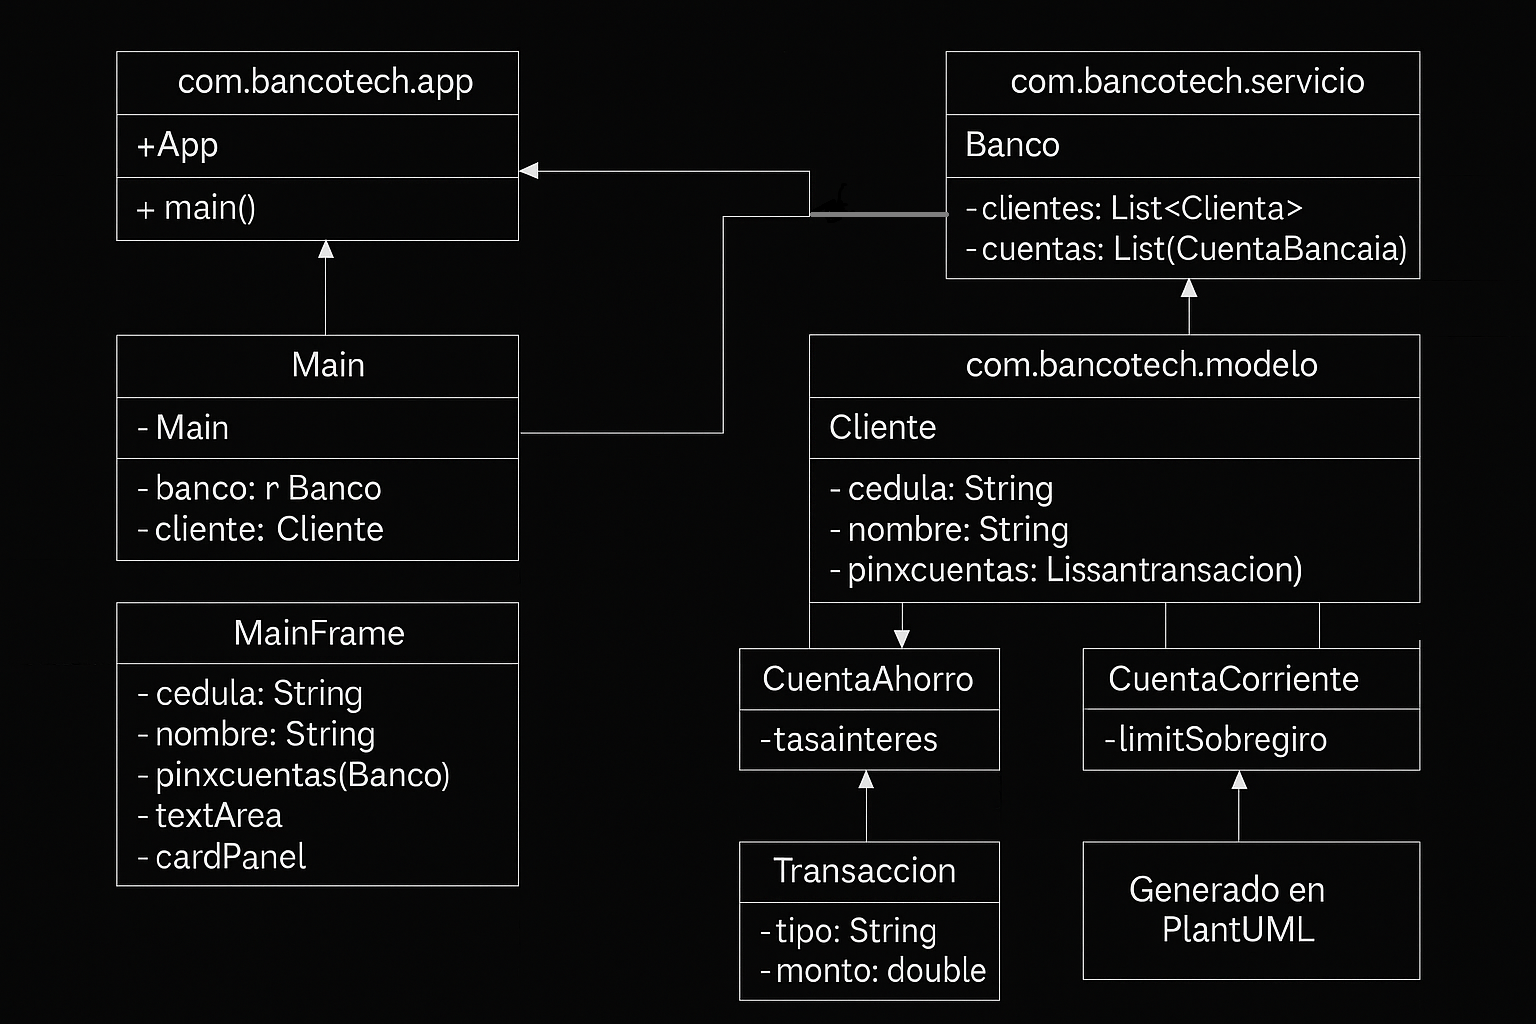 com.bancotech.app
+App
+ main()
com.bancotech.servicio
Banco
-clientes: List<Clienta>
-cuentas: List(CuentaBancaia)
Main
- Main
- banco: r Banco
- cliente: Cliente
com.bancotech.modelo
Cliente
- cedula: String
- nombre: String
- pinxcuentas: Lissantransacion)
MainFrame
- cedula: String
- nombre: String
- pinxcuentas(Banco)
- textArea
- cardPanel
CuentaAhorro
-tasainteres
CuentaCorriente
-limitSobregiro
Transaccion
-tipo: String
-monto: double
Generado en
PlantUML